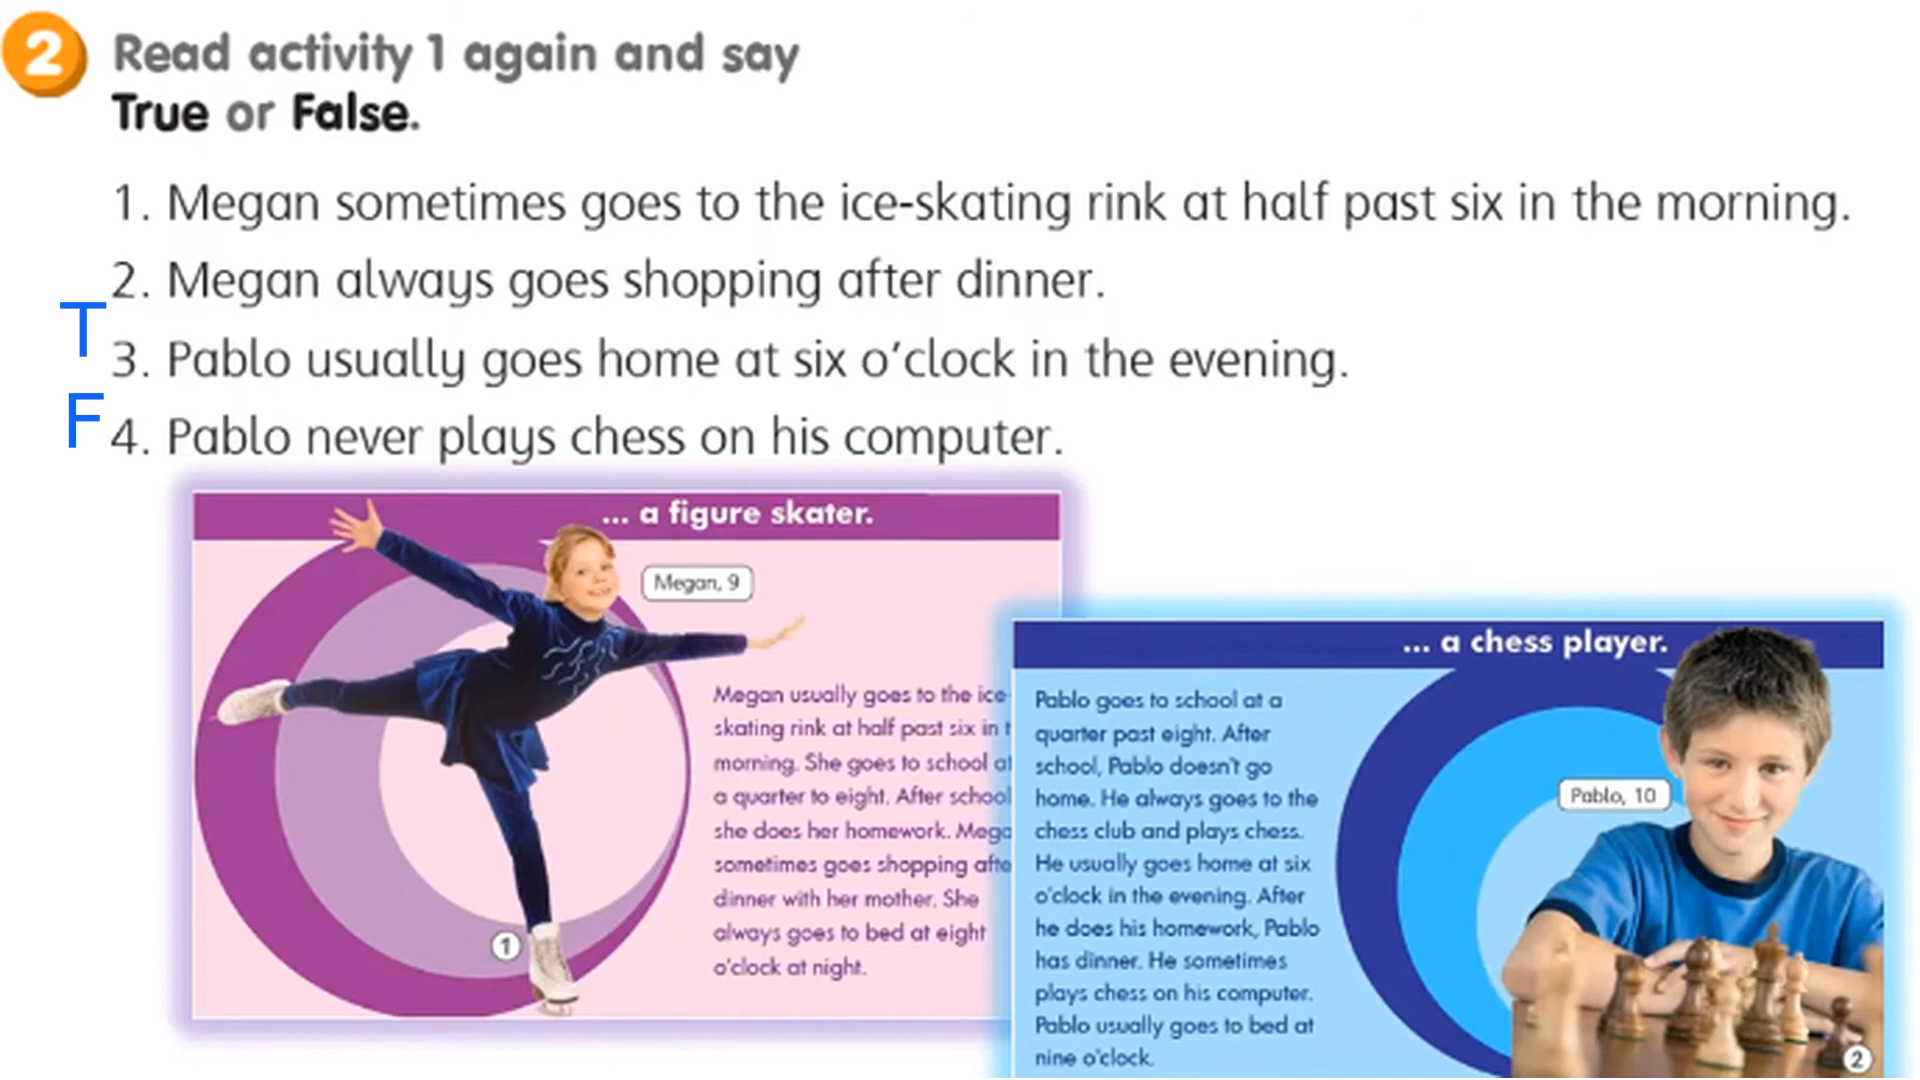 2 Read activity 1 again and say
True or False.
1. Megan sometimes goes to the ice-skating rink at half past six in the morning.
2. Megan always goes shopping after dinner.
T
3. Pablo usually goes home at six o'clock in the evening.
F
4. Pablo never plays chess on his computer.
... a figure skater.
Megan, 9
Megan usually goes to the ice-
skating rink at half past six in
morning. She goes to school
a quarter to eight. After school
she does her homework.
sometimes goes shopping
dinner with her mother. She
always goes to bed at eight
o'clock at night.
1
... a chess player.
Pablo goes to school at a
quarter past eight. After
school, Pablo doesn't go
home. He always goes to the
chess club and plays chess.
He usually goes home at six
o'clock in the evening. After
he does his homework, Pablo
has dinner. He sometimes
plays chess on his computer.
Pablo usually goes to bed at
nine o'clock.
Pablo, 10
2